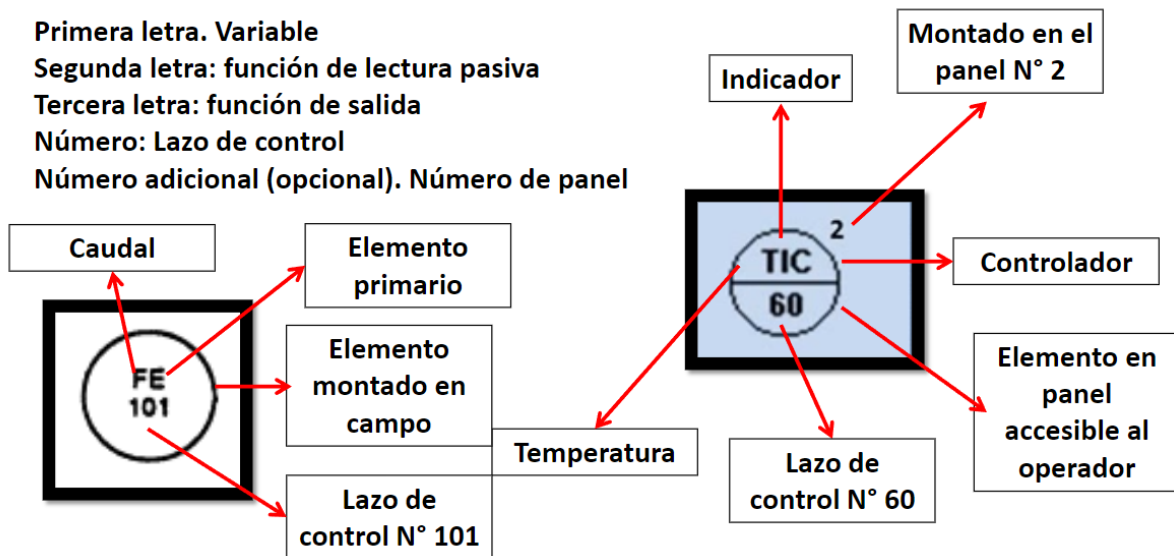 Primera letra. Variable
Segunda letra: función de lectura pasiva
Tercera letra: función de salida
Número: Lazo de control
Número adicional (opcional). Número de panel
Indicador
Montado en el
panel N° 2
Caudal
Elemento
primario
2
TIC
60
Controlador
FE
101
Elemento
montado en
campo
Elemento en
panel
accesible al
operador
Temperatura
Lazo de
control N° 60
Lazo de
control N° 101